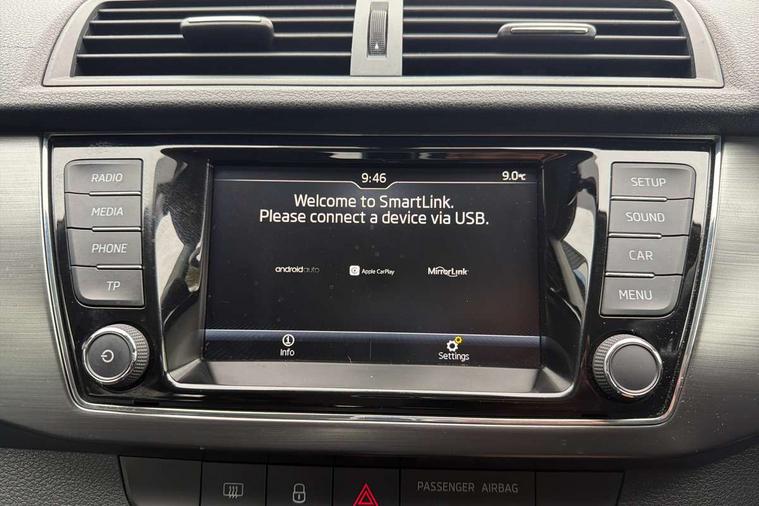 RADIO
MEDIA
PHONE
TP
9:46
9.0°C
Welcome to SmartLink.
Please connect a device via USB.
androidauto
Apple CarPlay
MirrorLink
Info
Settings
SETUP
SOUND
CAR
MENU
PASSENGER AIRBAG